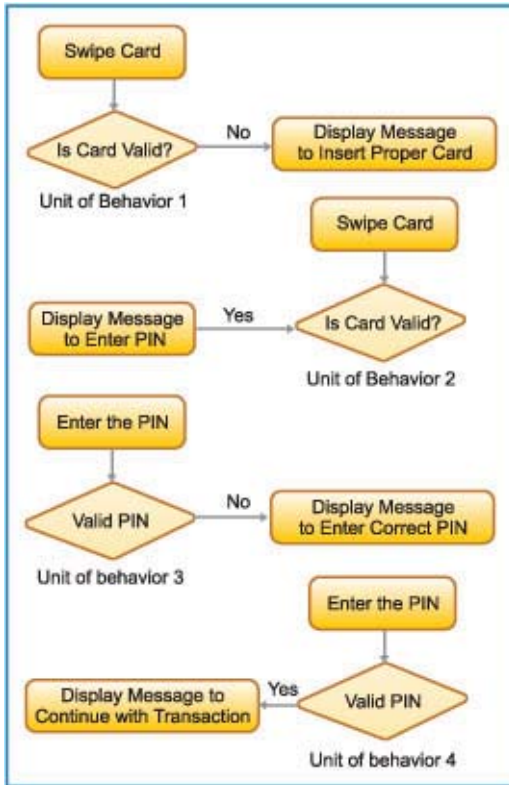 Swipe Card
Is Card Valid?
No
Display Message
to Insert Proper Card
Unit of Behavior 1
Swipe Card
Display Message
to Enter PIN
Yes
Is Card Valid?
Unit of Behavior 2
Enter the PIN
Valid PIN
No
Display Message
to Enter Correct PIN
Unit of behavior 3
Enter the PIN
Display Message to
Continue with Transaction
Yes
Valid PIN
Unit of behavior 4